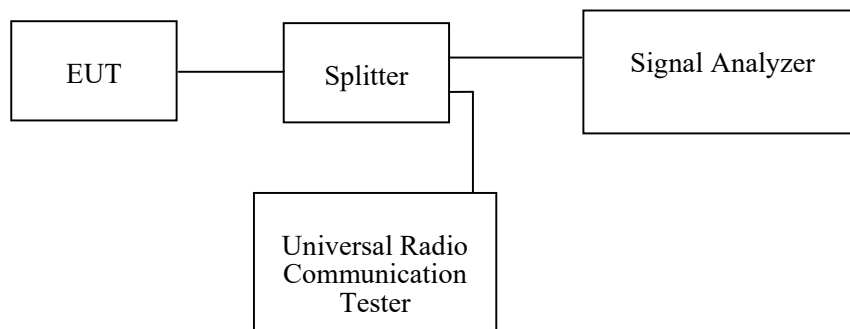 EUT
Splitter
Signal Analyzer
Universal Radio
Communication
Tester